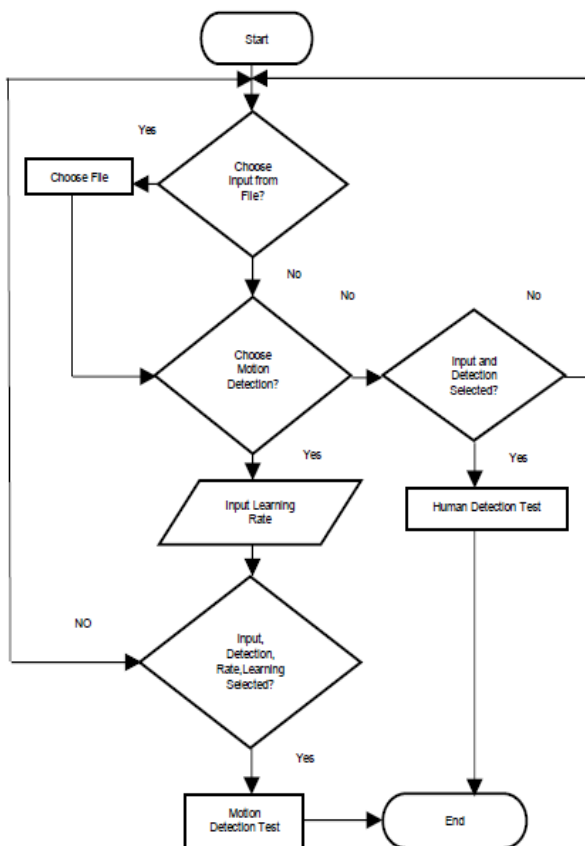 Start
Yes
Choose
Input from
File?
Choose File
No
No
No
Choose
Motion
Detection?
Input and
Detection
Selected?
Yes
Yes
Input Learning
Rate
Human Detection Test
NO
Input,
Detection,
Rate,Learning
Selected?
Yes
Motion
Detection Test
End